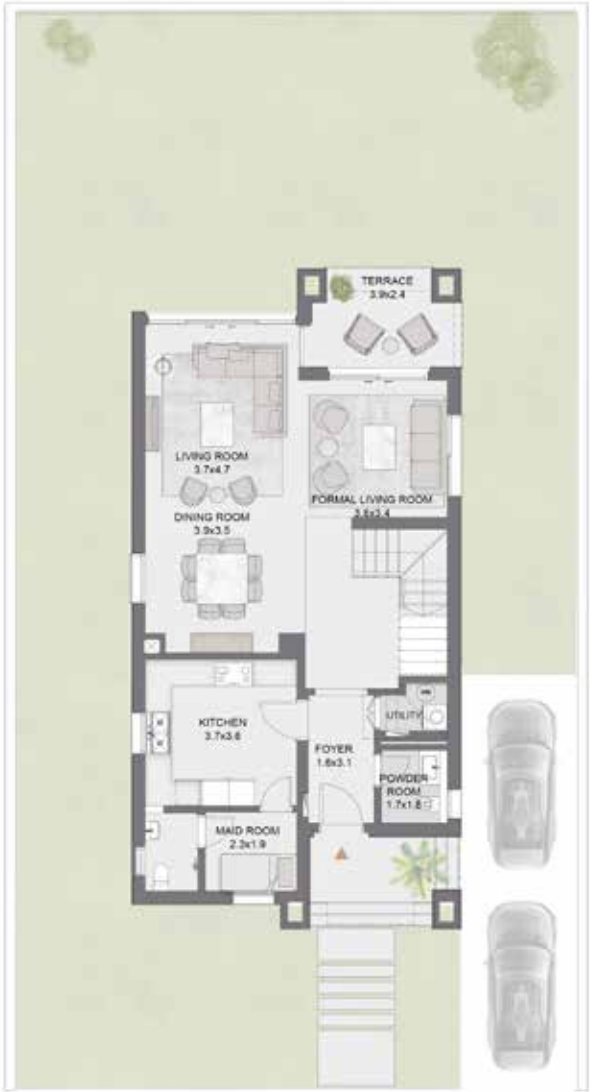 TERRACE
3.9x2.4
LIVING ROOM
3.7x4.7
FORMAL LIVING ROOM
3.6x3.4
DINING ROOM
3.9x3.5
KITCHEN
3.7x3.6
UTILITY
FOYER
1.6x3.1
POWDER
ROOM
1.7x1.8
MAID ROOM
2.3x1.9